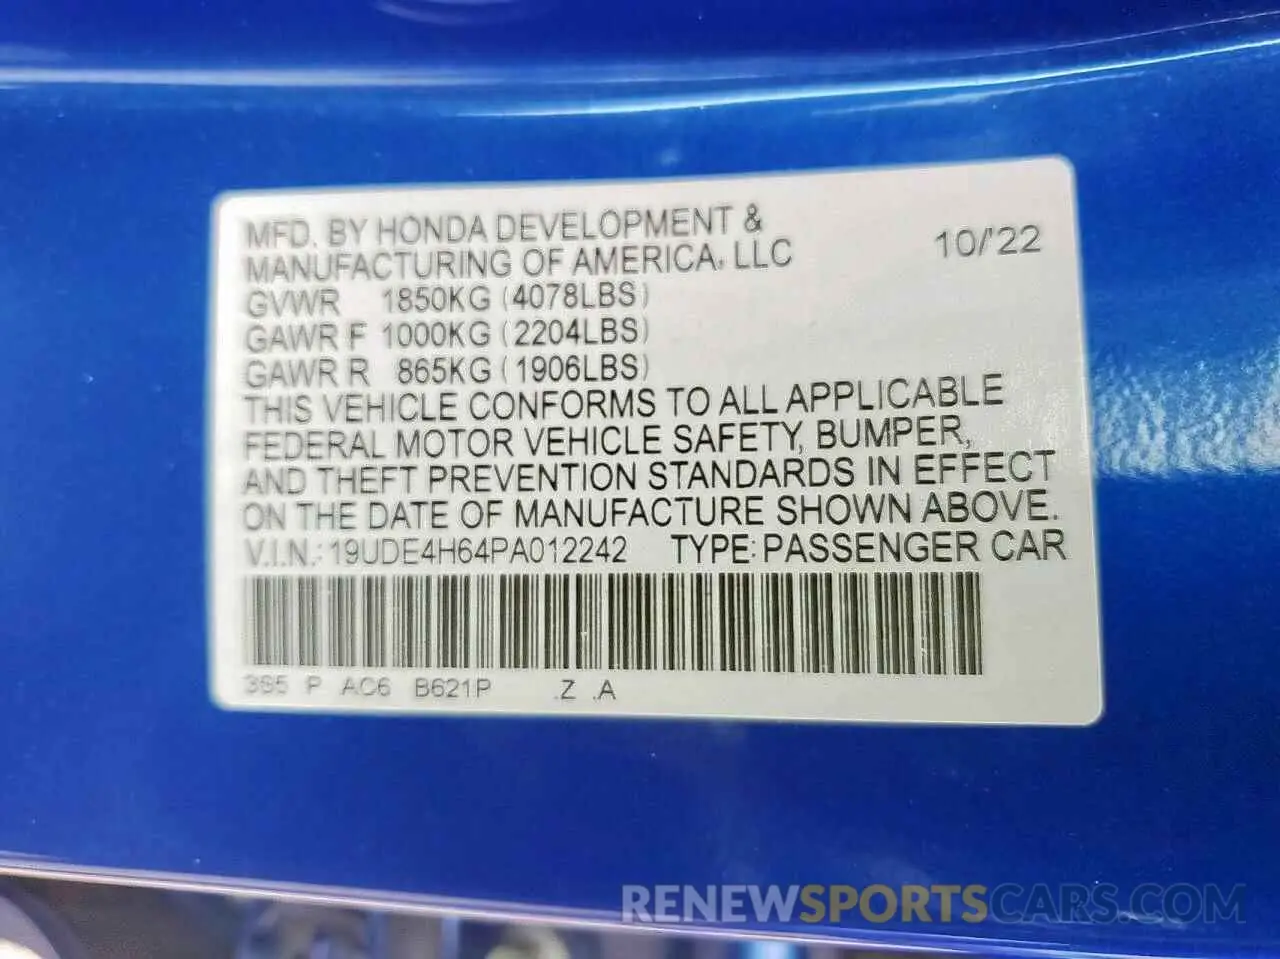 MFD. BY HONDA DEVELOPMENT &
MANUFACTURING OF AMERICA, LLC 10/'22
GVWR 1850KG (4078LBS)
GAWR F 1000KG (2204LBS)
GAWR R 865KG (1906LBS)
THIS VEHICLE CONFORMS TO ALL APPLICABLE
FEDERAL MOTOR VEHICLE SAFETY, BUMPER,
AND THEFT PREVENTION STANDARDS IN EFFECT
ON THE DATE OF MANUFACTURE SHOWN ABOVE.
V.I.N.: 19UDE4H64PA012242 TYPE: PASSENGER CAR
3S5 P AC6 B621P .Z .A
RENEWSPORTSCARS.COM